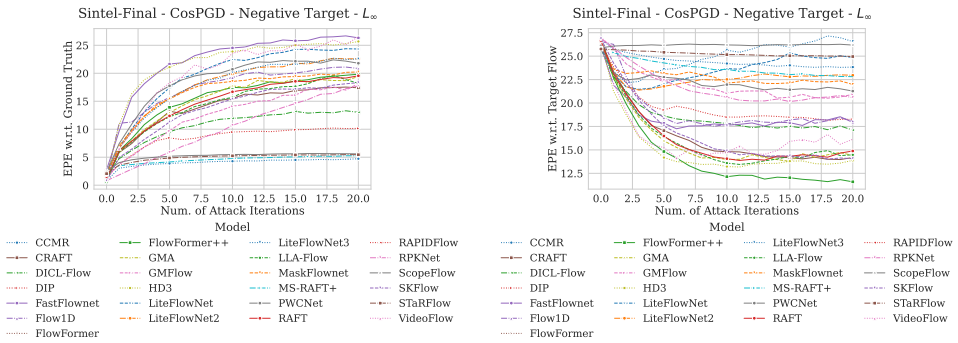 Sintel-Final - CosPGD - Negative Target - L∞
EPE w.r.t. Ground Truth
25
20
15
10
5
0
0.0 2.5 5.0 7.5 10.0 12.5 15.0 17.5 20.0
Num. of Attack Iterations
Model
CCMR FlowFormer++ LiteFlowNet3 RAPIDFlow
CRAFT GMA LLA-Flow RPKNet
DICL-Flow GMFlow MaskFlownet ScopeFlow
DIP HD3 MS-RAFT+ SKFlow
FastFlownet LiteFlowNet PWCNet STaRFlow
Flow1D LiteFlowNet2 RAFT VideoFlow
FlowFormer
Sintel-Final - CosPGD - Negative Target - L∞
EPE w.r.t. Target Flow
27.5
25.0
22.5
20.0
17.5
15.0
12.5
0.0 2.5 5.0 7.5 10.0 12.5 15.0 17.5 20.0
Num. of Attack Iterations
Model
CCMR FlowFormer++ LiteFlowNet3 RAPIDFlow
CRAFT GMA LLA-Flow RPKNet
DICL-Flow GMFlow MaskFlownet ScopeFlow
DIP HD3 MS-RAFT+ SKFlow
FastFlownet LiteFlowNet PWCNet STaRFlow
Flow1D LiteFlowNet2 RAFT VideoFlow
FlowFormer